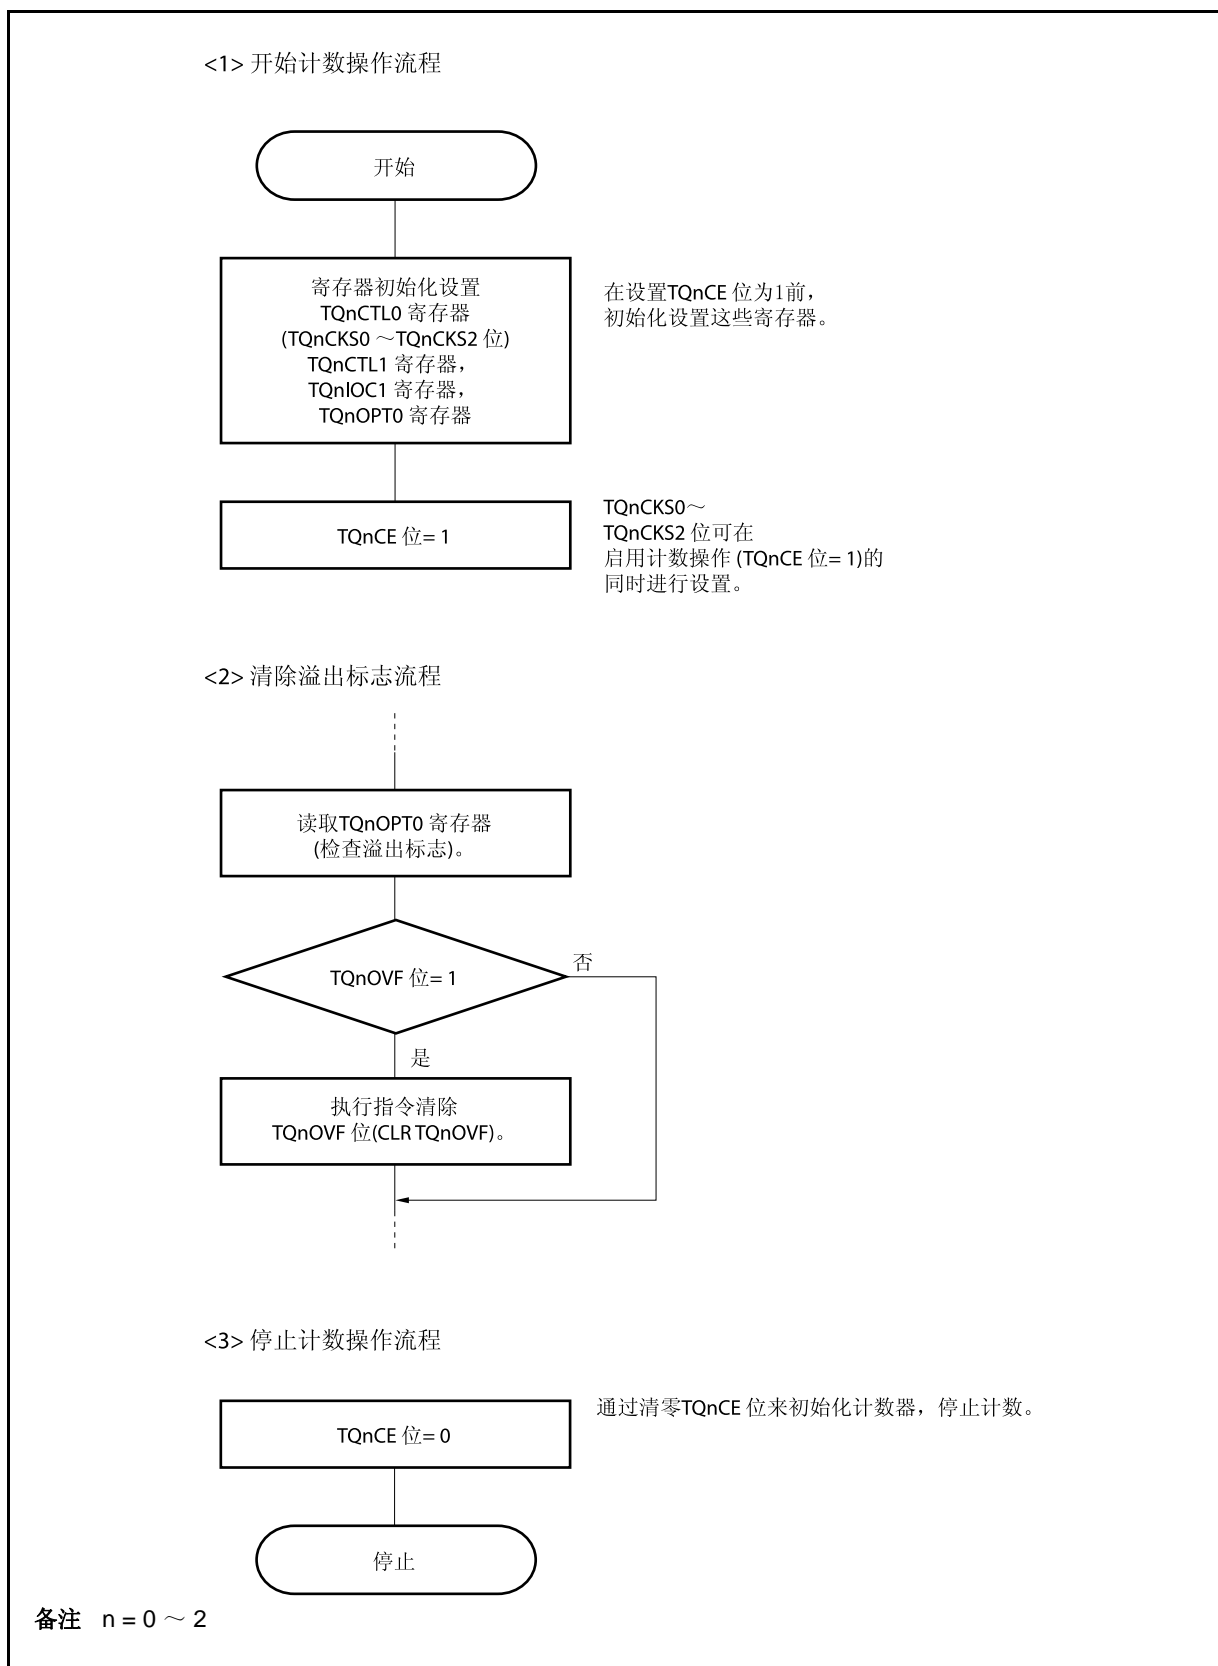 <1> 开始计数操作流程
开始
寄存器初始化设置
TQnCTL0 寄存器
(TQnCKS0 ～TQnCKS2 位)
TQnCTL1 寄存器，
TQnIOC1 寄存器，
TQnOPT0 寄存器
在设置TQnCE 位为1前，
初始化设置这些寄存器。
TQnCE 位= 1
TQnCKS0～
TQnCKS2 位可在
启用计数操作 (TQnCE 位= 1)的
同时进行设置。
<2> 清除溢出标志流程
读取TQnOPT0 寄存器
(检查溢出标志)。
TQnOVF 位= 1
否
是
执行指令清除
TQnOVF 位(CLR TQnOVF)。
<3> 停止计数操作流程
TQnCE 位= 0
通过清零TQnCE 位来初始化计数器，停止计数。
停止
备注 n = 0 ～ 2